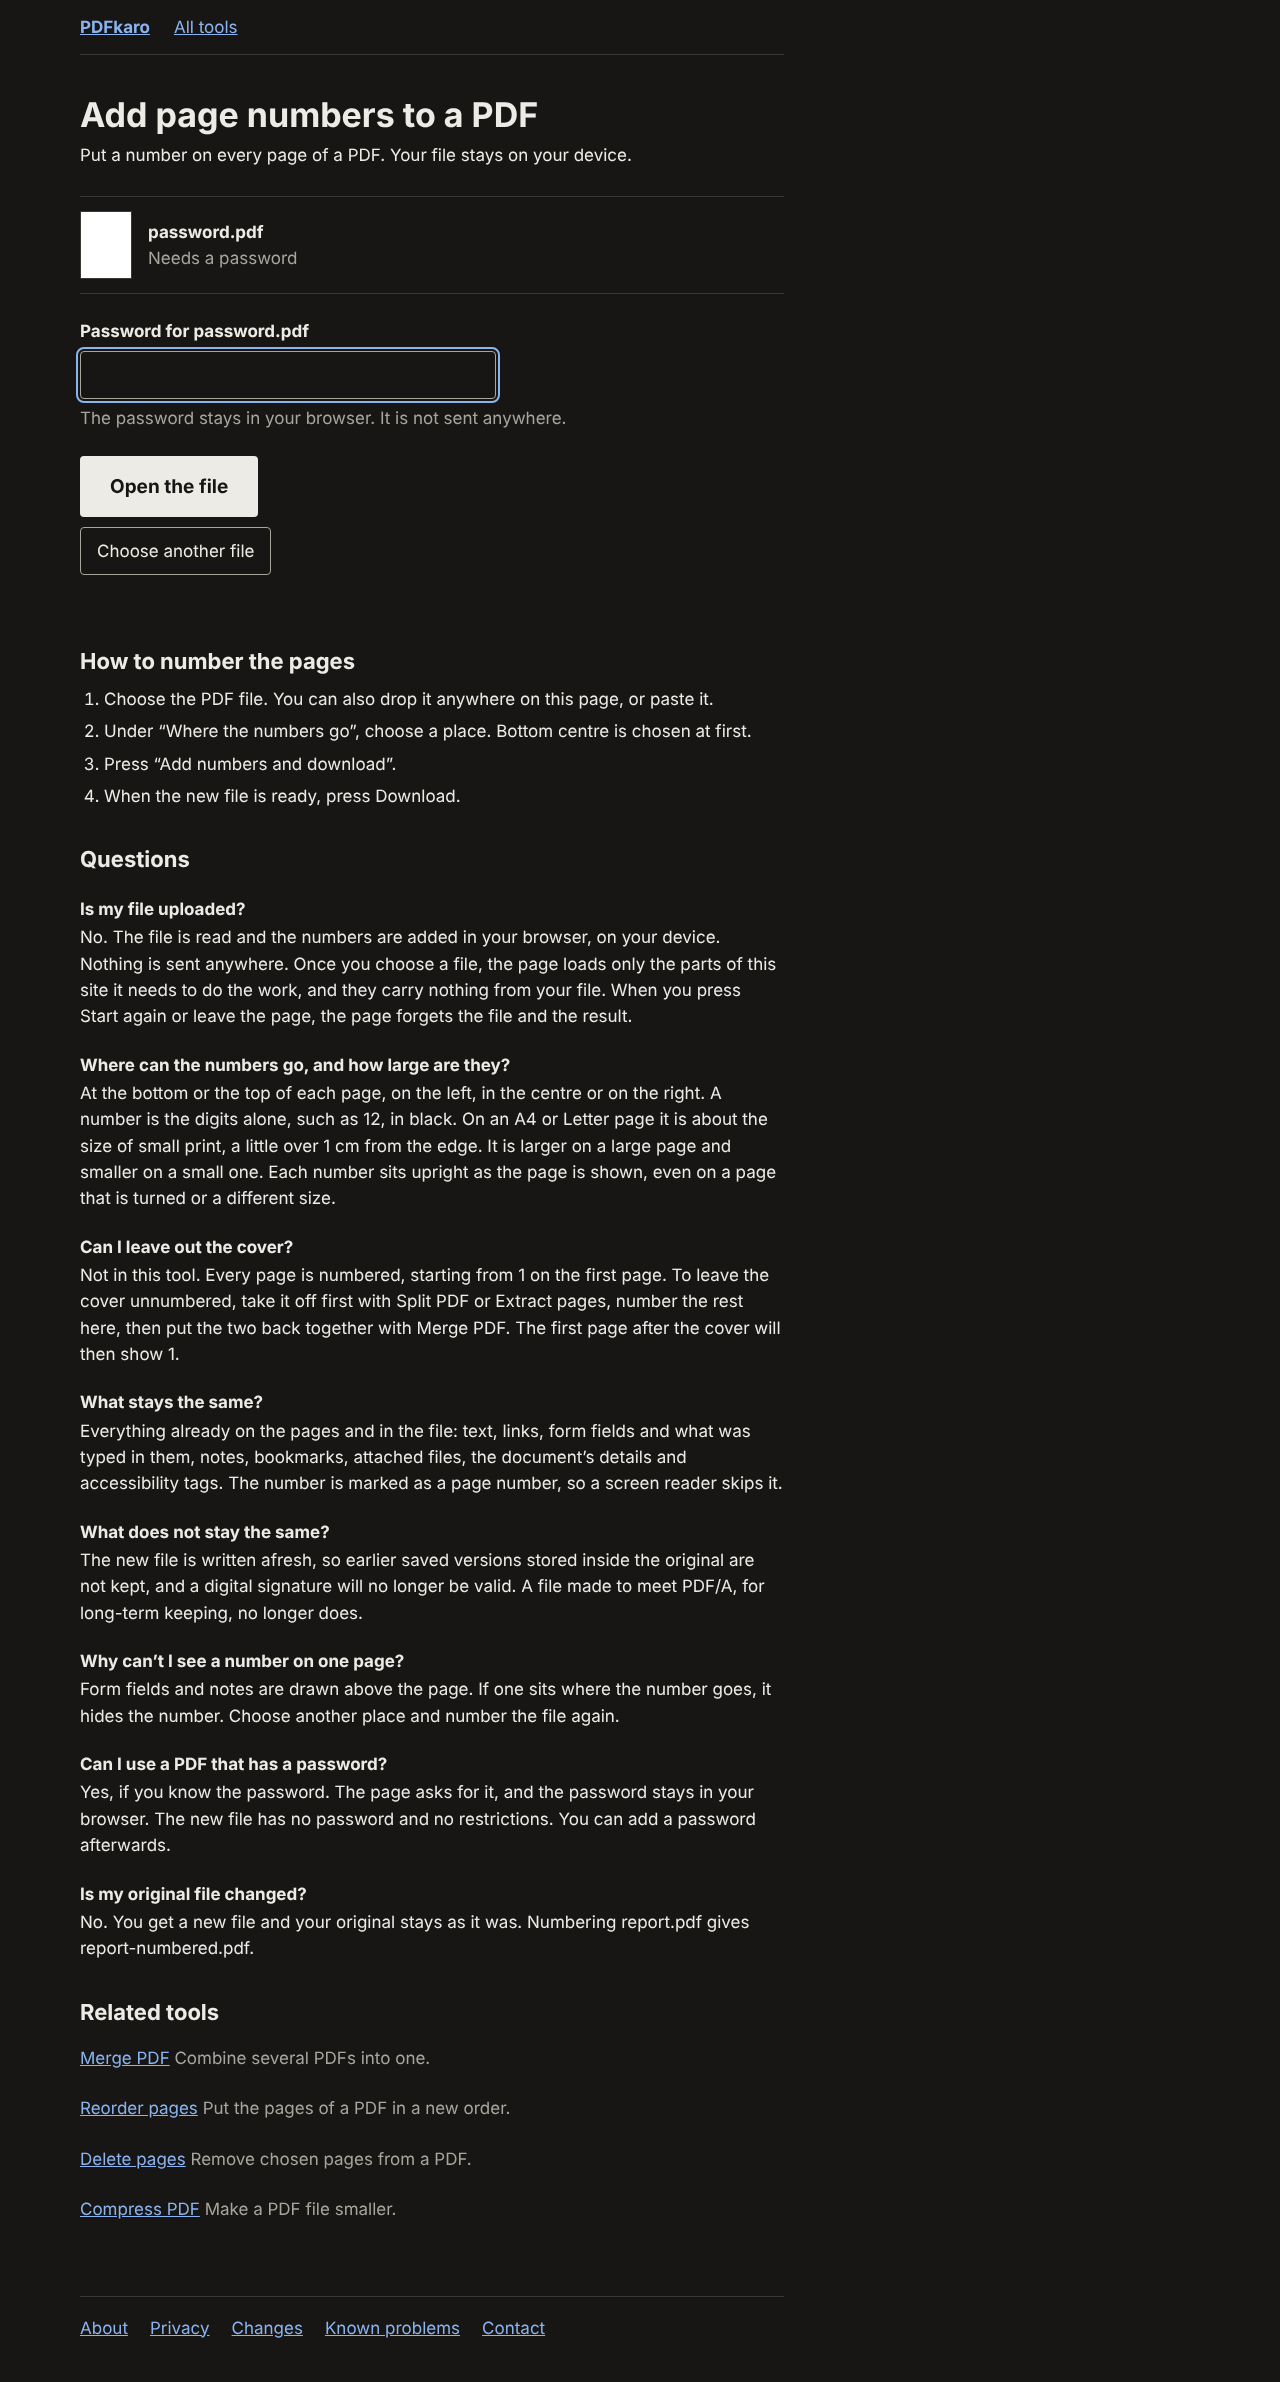 PDFkaro All tools
Add page numbers to a PDF
Put a number on every page of a PDF. Your file stays on your device.
password.pdf
Needs a password
Password for password.pdf
The password stays in your browser. It is not sent anywhere.
Open the file
Choose another file
How to number the pages
1. Choose the PDF file. You can also drop it anywhere on this page, or paste it.
2. Under “Where the numbers go”, choose a place. Bottom centre is chosen at first.
3. Press “Add numbers and download”.
4. When the new file is ready, press Download.
Questions
Is my file uploaded?
No. The file is read and the numbers are added in your browser, on your device.
Nothing is sent anywhere. Once you choose a file, the page loads only the parts of this
site it needs to do the work, and they carry nothing from your file. When you press
Start again or leave the page, the page forgets the file and the result.
Where can the numbers go, and how large are they?
At the bottom or the top of each page, on the left, in the centre or on the right. A
number is the digits alone, such as 12, in black. On an A4 or Letter page it is about the
size of small print, a little over 1 cm from the edge. It is larger on a large page and
smaller on a small one. Each number sits upright as the page is shown, even on a page
that is turned or a different size.
Can I leave out the cover?
Not in this tool. Every page is numbered, starting from 1 on the first page. To leave the
cover unnumbered, take it off first with Split PDF or Extract pages, number the rest
here, then put the two back together with Merge PDF. The first page after the cover will
then show 1.
What stays the same?
Everything already on the pages and in the file: text, links, form fields and what was
typed in them, notes, bookmarks, attached files, the document’s details and
accessibility tags. The number is marked as a page number, so a screen reader skips it.
What does not stay the same?
The new file is written afresh, so earlier saved versions stored inside the original are
not kept, and a digital signature will no longer be valid. A file made to meet PDF/A, for
long-term keeping, no longer does.
Why can’t I see a number on one page?
Form fields and notes are drawn above the page. If one sits where the number goes, it
hides the number. Choose another place and number the file again.
Can I use a PDF that has a password?
Yes, if you know the password. The page asks for it, and the password stays in your
browser. The new file has no password and no restrictions. You can add a password
afterwards.
Is my original file changed?
No. You get a new file and your original stays as it was. Numbering report.pdf gives
report-numbered.pdf.
Related tools
Merge PDF Combine several PDFs into one.
Reorder pages Put the pages of a PDF in a new order.
Delete pages Remove chosen pages from a PDF.
Compress PDF Make a PDF file smaller.
About Privacy Changes Known problems Contact